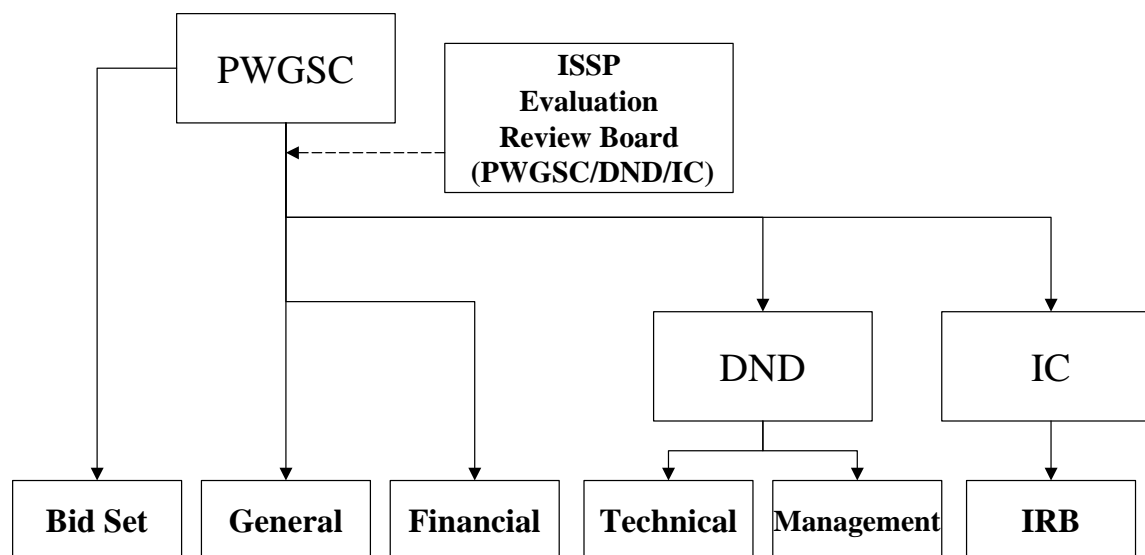 PWGSC
ISSP
Evaluation
Review Board
(PWGSC/DND/IC)
DND
IC
Bid Set
General
Financial
Technical
Management
IRB